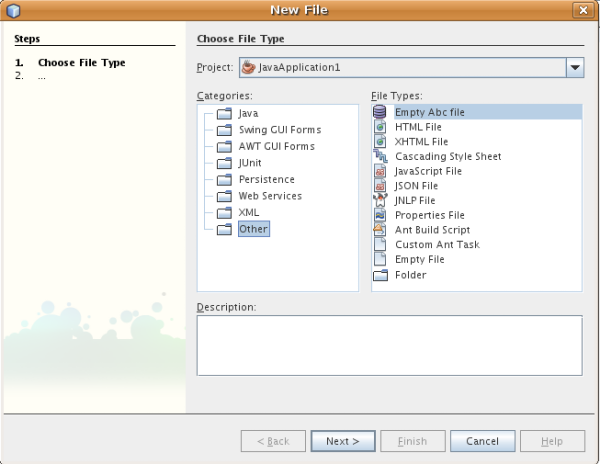 New File
Steps
1. Choose File Type
2. ...
Choose File Type
Project: JavaApplication1
Categories:
Java
Swing GUI Forms
AWT GUI Forms
JUnit
Persistence
Web Services
XML
Other
File Types:
Empty Abc file
HTML File
XHTML File
Cascading Style Sheet
JavaScript File
JSON File
JNLP File
Properties File
Ant Build Script
Custom Ant Task
Empty File
Folder
Description:
< Back
Next >
Finish
Cancel
Help